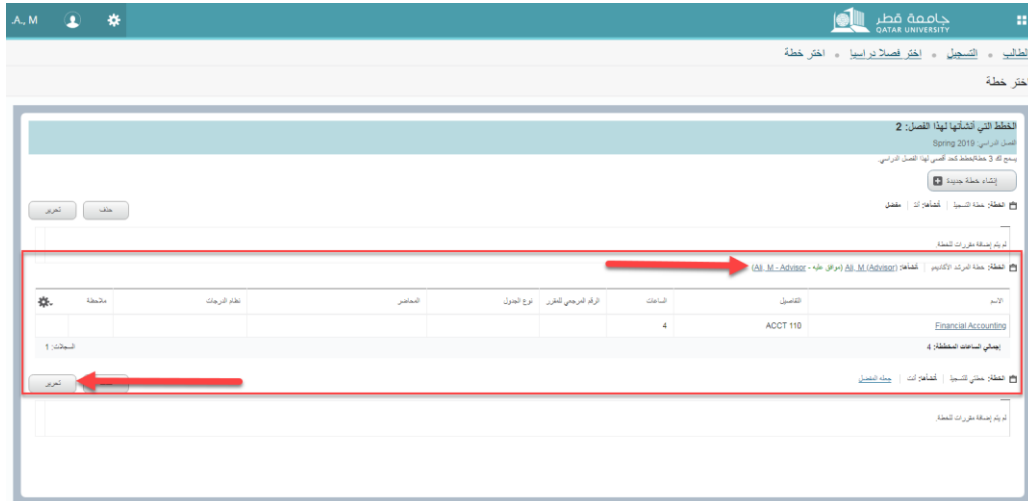 A., M
جامعة قطر
QATAR UNIVERSITY
الطالب • التسجيل • اختر فصلا دراسيا • اختر خطة
اختر خطة
الخطط التي أنشأتها لهذا الفصل: 2
الفصل الدراسي: Spring 2019
يسمح لك 3 خطة/خطط كحد أقصى لهذا الفصل الدراسي.
إنشاء خطة جديدة
الخطة: خطة التسجيل | أنشأها: أنت | مفضل
حذف تحرير
لم يتم إضافة مقررات للخطة.
الخطة: خطة المرشد الأكاديمي | أنشأها: Ali, M (Advisor) (موافق عليه - Ali, M - Advisor)
الاسم التفاصيل الساعات الرقم المرجعي للمقرر نوع الجدول المحاضر نظام الدرجات ملاحظة
Financial Accounting ACCT 110 4
إجمالي الساعات المخططة: 4 السجلات: 1
الخطة: خطتي للتسجيل | أنشأها: أنت | جعله المفضل
تحرير
لم يتم إضافة مقررات للخطة.